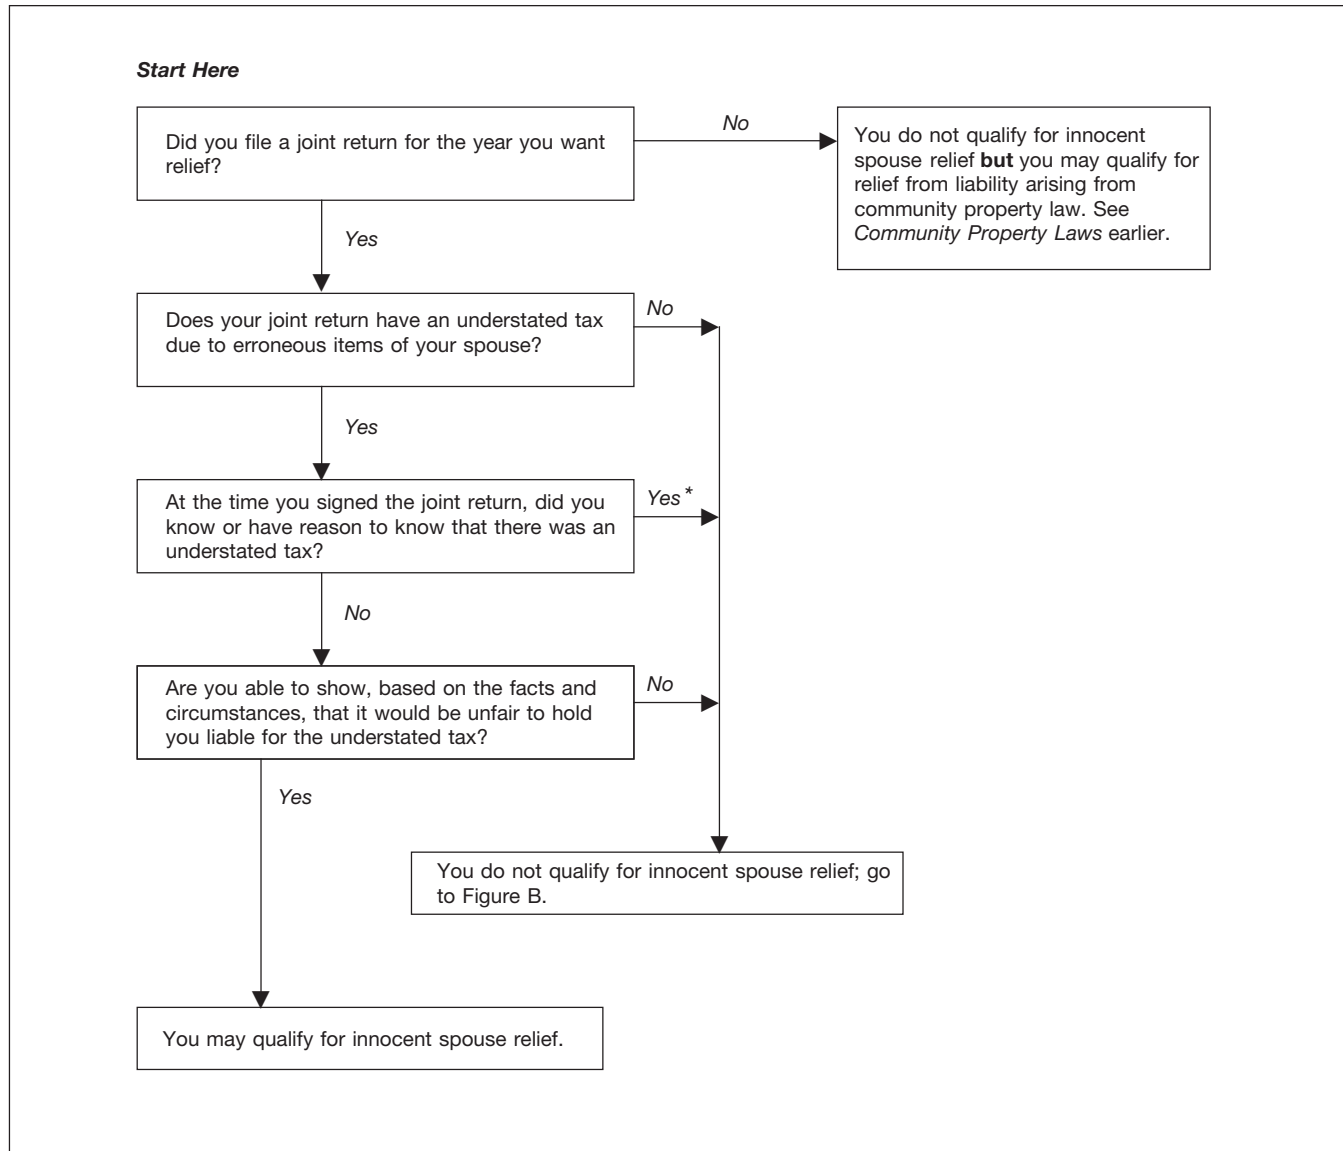 Start Here
Did you file a joint return for the year you want
relief?
No
You do not qualify for innocent
spouse relief but you may qualify for
relief from liability arising from
community property law. See
Community Property Laws earlier.
Yes
Does your joint return have an understated tax
due to erroneous items of your spouse?
No
Yes
At the time you signed the joint return, did you
know or have reason to know that there was an
understated tax?
Yes*
No
Are you able to show, based on the facts and
circumstances, that it would be unfair to hold
you liable for the understated tax?
No
Yes
You do not qualify for innocent spouse relief; go
to Figure B.
You may qualify for innocent spouse relief.